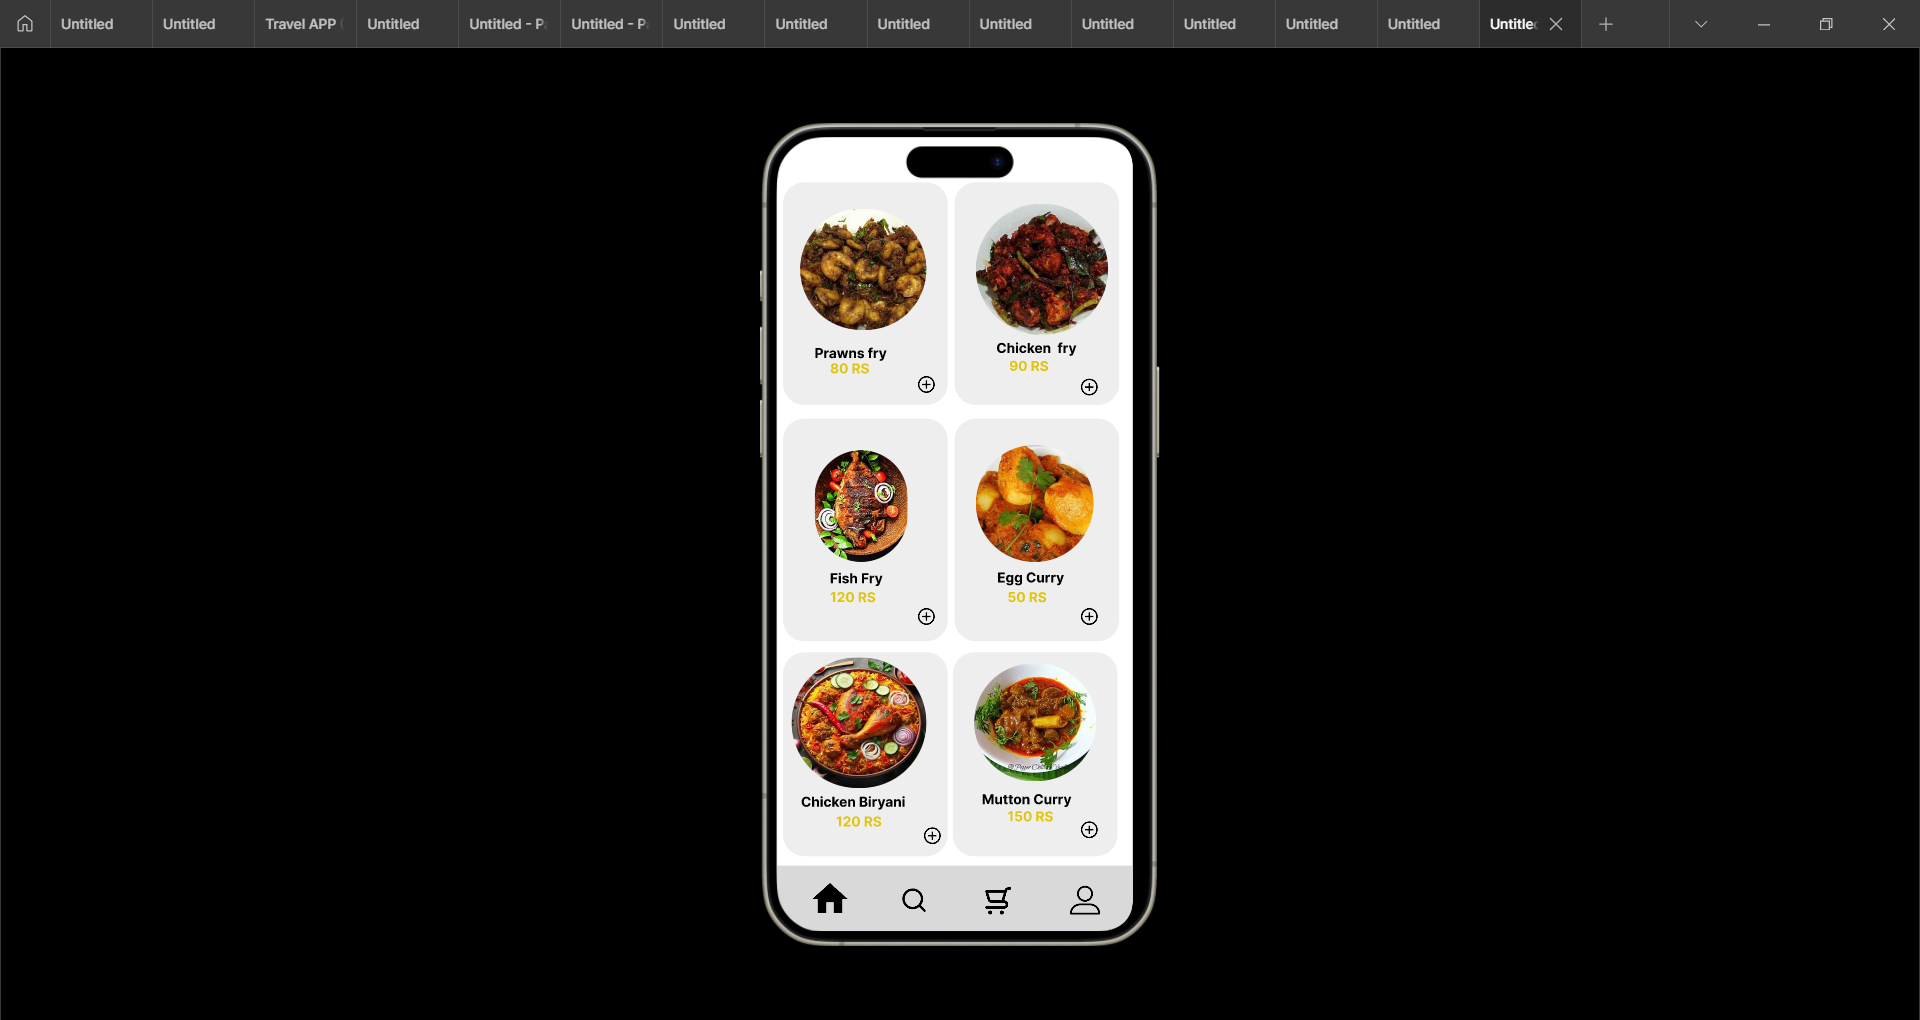 Untitled
Untitled
Travel APP
Untitled
Untitled - P
Untitled - P
Untitled
Untitled
Untitled
Untitled
Untitled
Untitled
Untitled
Untitled
Untitle
Prawns fry
80 RS
Chicken fry
90 RS
Fish Fry
120 RS
Egg Curry
50 RS
Chicken Biryani
120 RS
Mutton Curry
150 RS